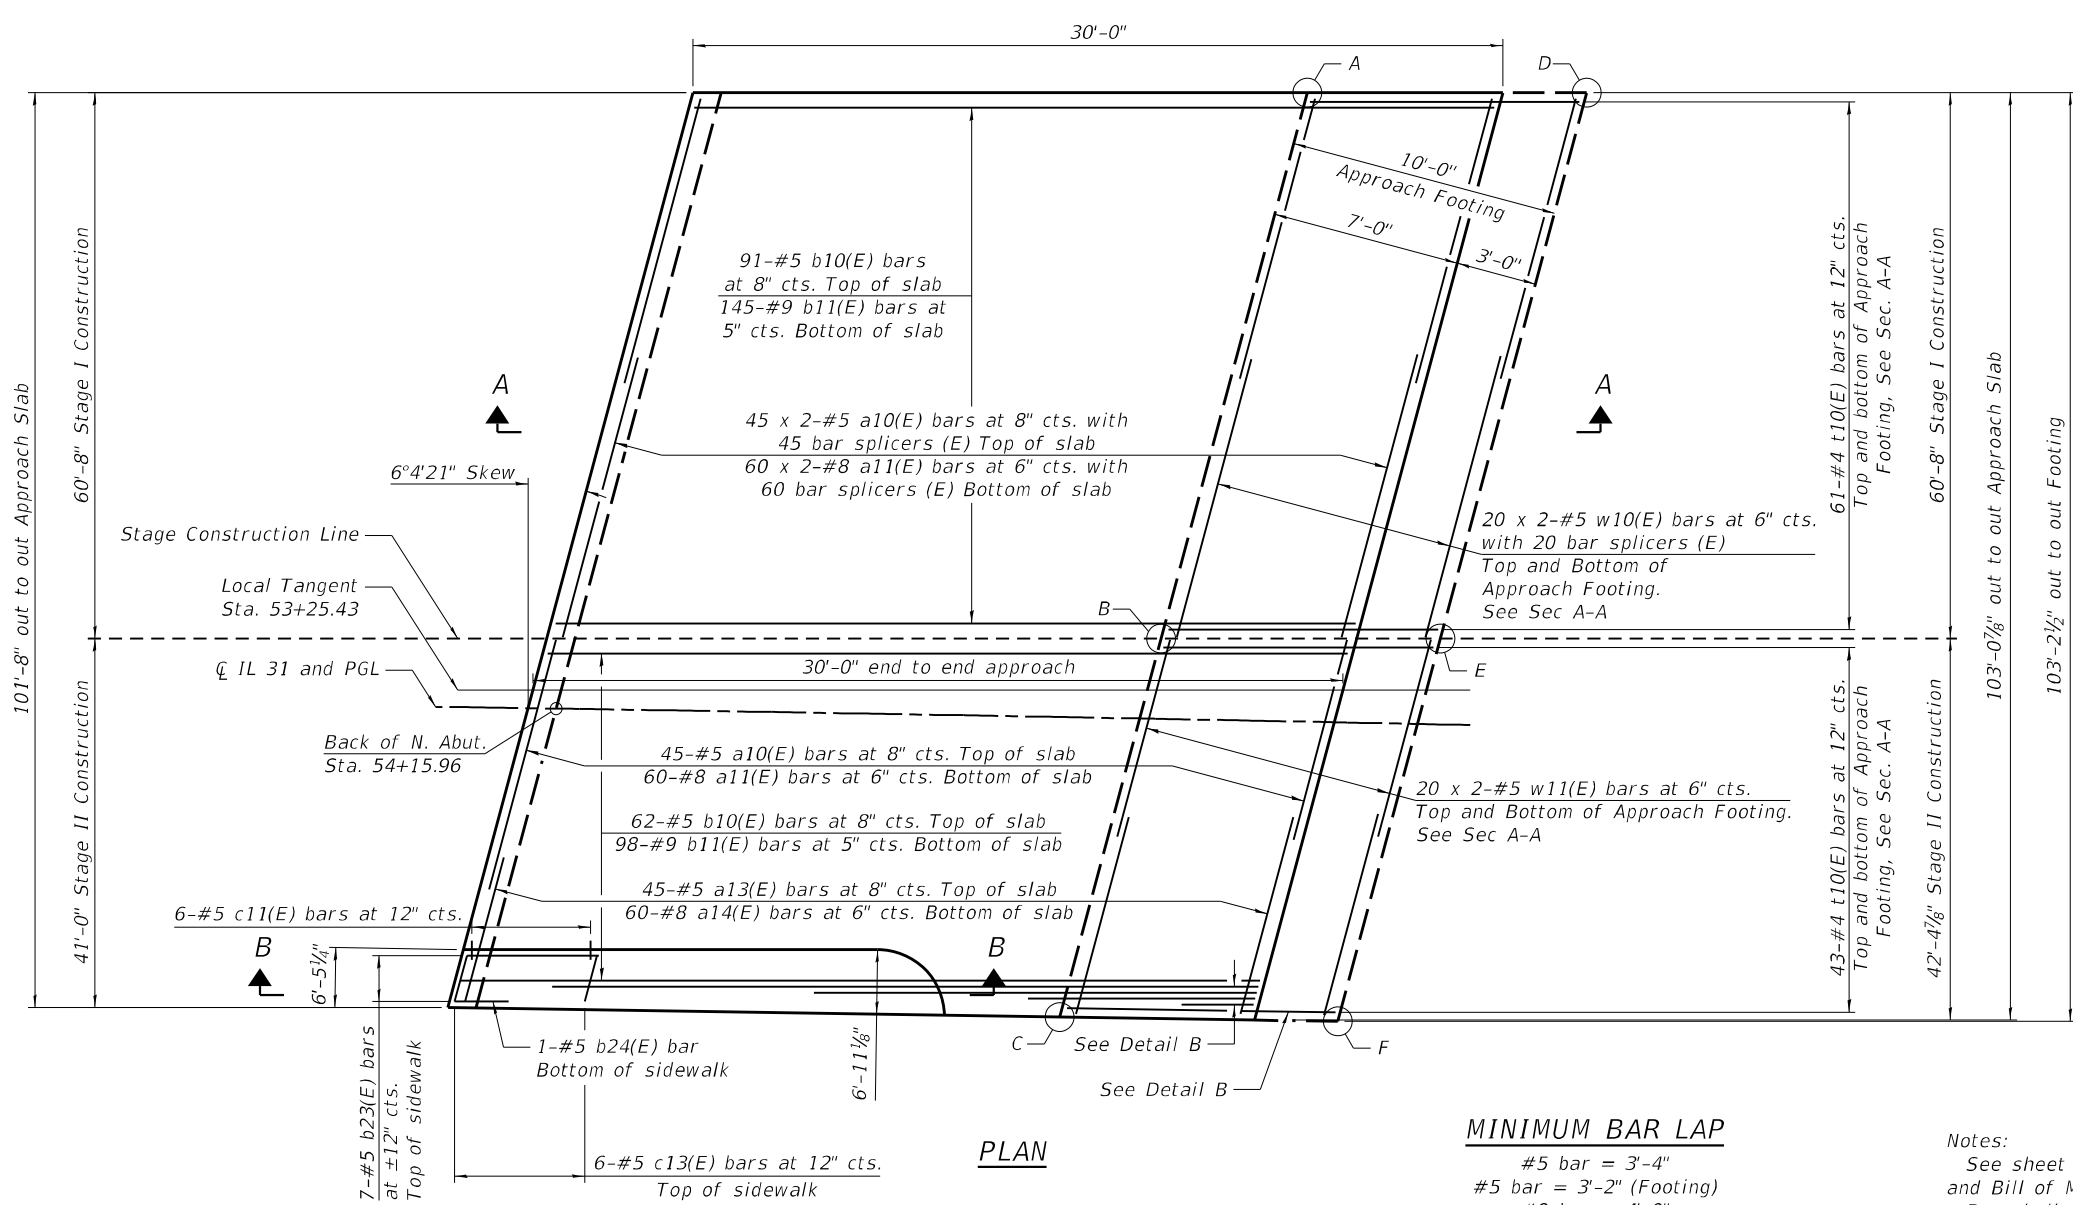 30'-0"
A
D
10'-0"
Approach Footing
7'-0"
3'-0"
91-#5 b10(E) bars
at 8" cts. Top of slab
145-#9 b11(E) bars at
5" cts. Bottom of slab
A
A
45 x 2-#5 a10(E) bars at 8" cts. with
45 bar splicers (E) Top of slab
60 x 2-#8 a11(E) bars at 6" cts. with
60 bar splicers (E) Bottom of slab
6°4'21" Skew
Stage Construction Line
Local Tangent
Sta. 53+25.43
℄ IL 31 and PGL
Back of N. Abut.
Sta. 54+15.96
20 x 2-#5 w10(E) bars at 6" cts.
with 20 bar splicers (E)
Top and Bottom of
Approach Footing.
See Sec A-A
B
E
30'-0" end to end approach
45-#5 a10(E) bars at 8" cts. Top of slab
60-#8 a11(E) bars at 6" cts. Bottom of slab
20 x 2-#5 w11(E) bars at 6" cts.
Top and Bottom of Approach Footing.
See Sec A-A
62-#5 b10(E) bars at 8" cts. Top of slab
98-#9 b11(E) bars at 5" cts. Bottom of slab
45-#5 a13(E) bars at 8" cts. Top of slab
60-#8 a14(E) bars at 6" cts. Bottom of slab
6-#5 c11(E) bars at 12" cts.
B
B
101'-8" out to out Approach Slab
60'-8" Stage I Construction
41'-0" Stage II Construction
6'-5¼"
7-#5 b23(E) bars
at ±12" cts.
Top of sidewalk
1-#5 b24(E) bar
Bottom of sidewalk
6'-11⅛"
6-#5 c13(E) bars at 12" cts.
Top of sidewalk
C
See Detail B
F
See Detail B
61-#4 t10(E) bars at 12" cts.
Top and bottom of Approach
Footing, See Sec. A-A
43-#4 t10(E) bars at 12" cts.
Top and bottom of Approach
Footing, See Sec. A-A
60'-8" Stage I Construction
42'-4⅞" Stage II Construction
103'-0⅞" out to out Approach Slab
103'-2½" out to out Footing
PLAN
MINIMUM BAR LAP
#5 bar = 3'-4"
#5 bar = 3'-2" (Footing)
Notes:
See sheet
and Bill of